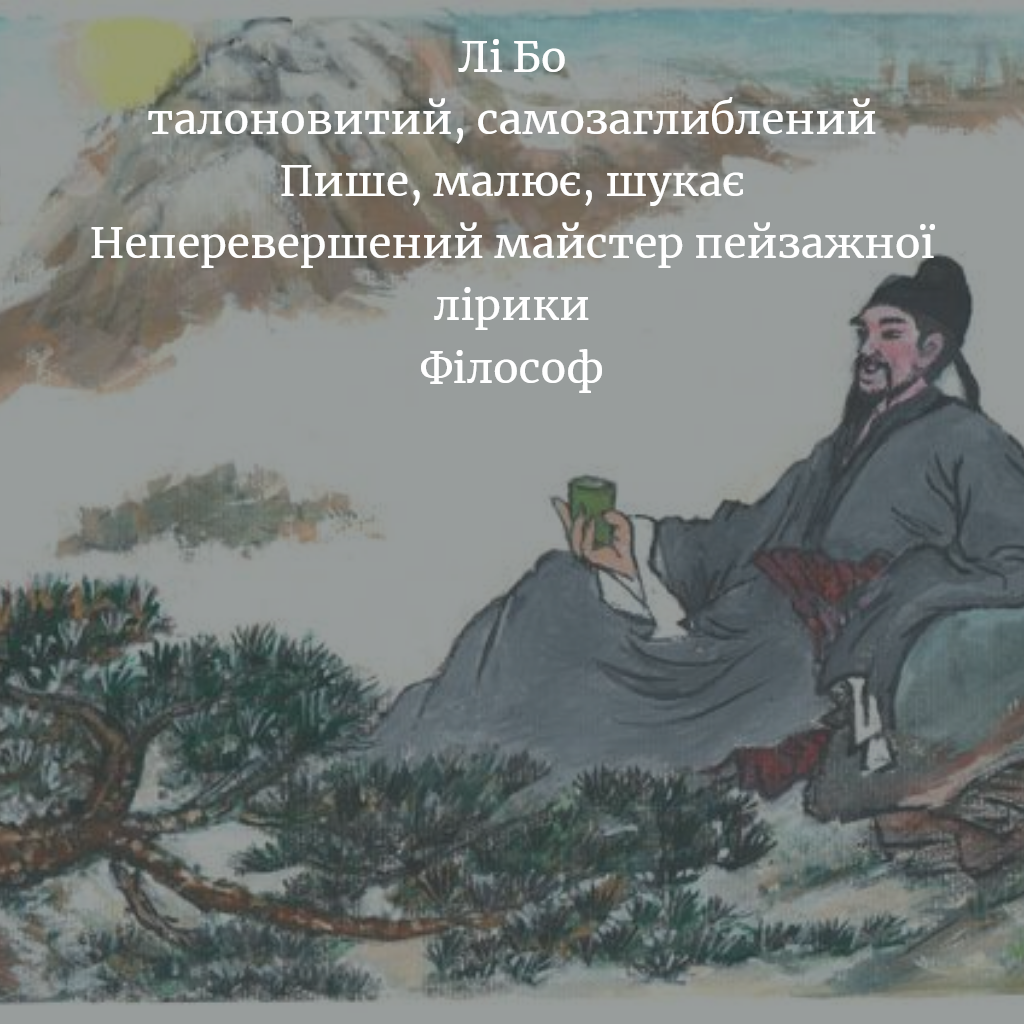 Лі Бо
талоновитий, самозаглиблений
Пише, малює, шукає
Неперевершений майстер пейзажної
лірики
Філософ